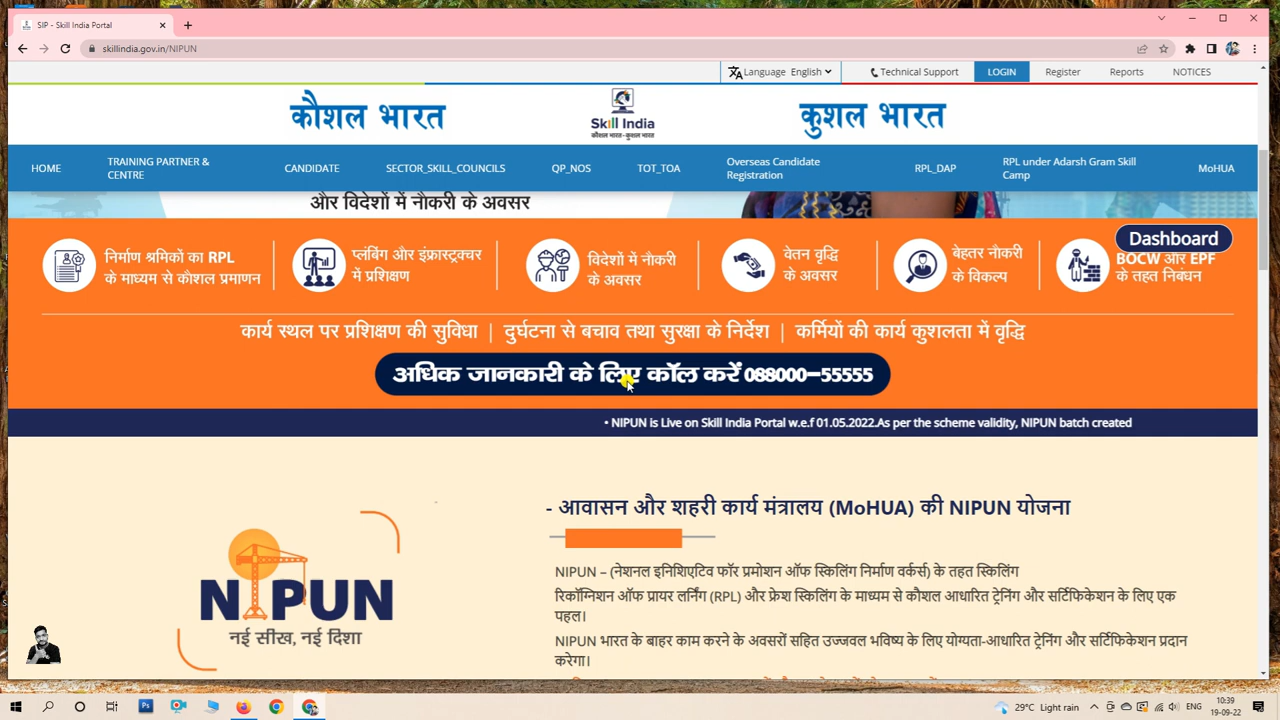 SIP - Skill India Portal
skillindia.gov.in/NIPUN
Language English
Technical Support
LOGIN
Register
Reports
NOTICES
कौशल भारत
Skill India
कौशल भारत-कुशल भारत
कुशल भारत
HOME
TRAINING PARTNER &
CENTRE
CANDIDATE
SECTOR_SKILL_COUNCILS
QP_NOS
TOT_TOA
Overseas Candidate
Registration
RPL_DAP
RPL under Adarsh Gram Skill
Camp
MoHUA
और विदेशों में नौकरी के अवसर
Dashboard
निर्माण श्रमिकों का RPL
के माध्यम से कौशल प्रमाणन
प्लंबिंग और इंफ्रास्ट्रक्चर
में प्रशिक्षण
विदेशों में नौकरी
के अवसर
वेतन वृद्धि
के अवसर
बेहतर नौकरी
के विकल्प
BOCW और EPF
के तहत निबंधन
कार्य स्थल पर प्रशिक्षण की सुविधा | दुर्घटना से बचाव तथा सुरक्षा के निर्देश | कर्मियों की कार्य कुशलता में वृद्धि
अधिक जानकारी के लिए कॉल करें 088000-55555
• NIPUN is Live on Skill India Portal w.e.f 01.05.2022.As per the scheme validity, NIPUN batch created
- आवासन और शहरी कार्य मंत्रालय (MoHUA) की NIPUN योजना
NIPUN
नई सीख, नई दिशा
NIPUN – (नेशनल इनिशिएटिव फॉर प्रमोशन ऑफ स्किलिंग निर्माण वर्कर्स) के तहत स्किलिंग
रिकॉग्निशन ऑफ प्रायर लर्निंग (RPL) और फ्रेश स्किलिंग के माध्यम से कौशल आधारित ट्रेनिंग और सर्टिफिकेशन के लिए एक
पहल।
NIPUN भारत के बाहर काम करने के अवसरों सहित उज्जवल भविष्य के लिए योग्यता-आधारित ट्रेनिंग और सर्टिफिकेशन प्रदान
करेगा।
29°C Light rain
ENG
10:39
19-09-22